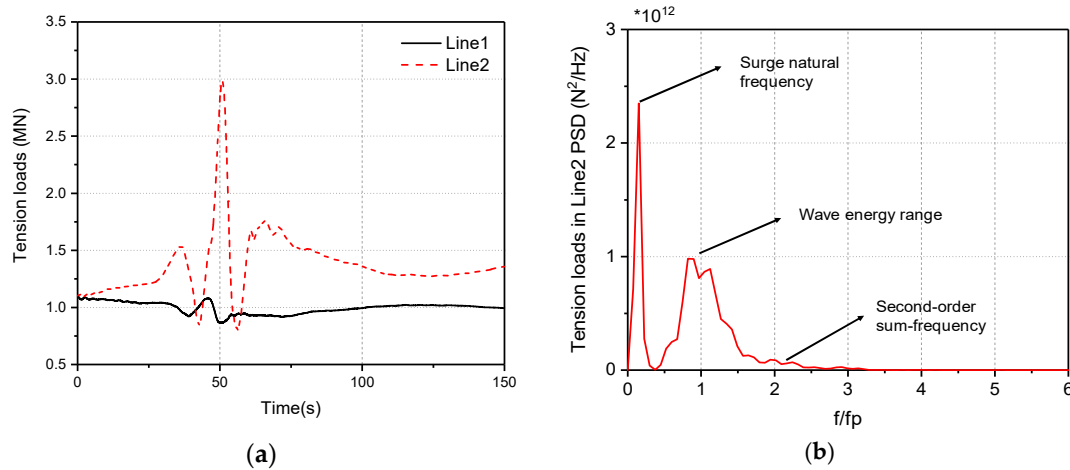 3.5
3.0
2.5
2.0
1.5
1.0
0.5
Tension loads (MN)
Line1
Line2
0
50
100
150
Time(s)
(a)
*10¹²
3
2
1
0
Tension loads in Line2 PSD (N²/Hz)
Surge natural
frequency
Wave energy range
Second-order
sum-frequency
0
1
2
3
4
5
6
f/fp
(b)